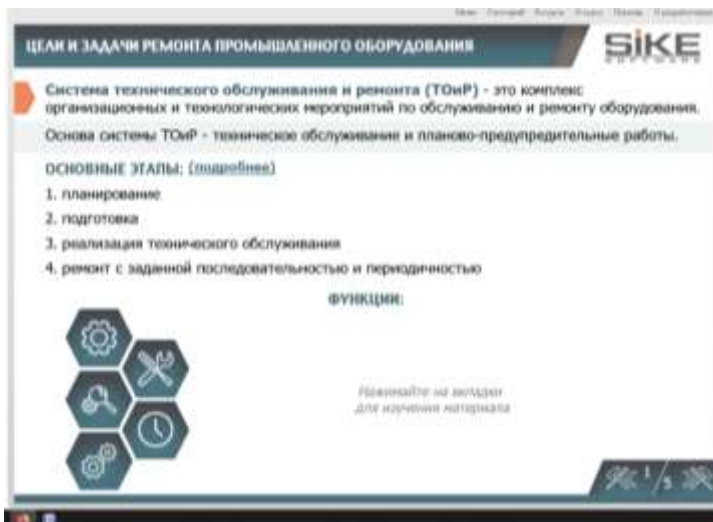 ЦЕЛИ И ЗАДАЧИ РЕМОНТА ПРОМЫШЛЕННОГО ОБОРУДОВАНИЯ
SIKE
SOFTWARE
Система технического обслуживания и ремонта (ТОиР) - это комплекс
организационных и технологических мероприятий по обслуживанию и ремонту оборудования.
Основа системы ТОиР - техническое обслуживание и планово-предупредительные работы.
ОСНОВНЫЕ ЭТАПЫ: (подробнее)
1. планирование
2. подготовка
3. реализация технического обслуживания
4. ремонт с заданной последовательностью и периодичностью
ФУНКЦИИ:
Нажимайте на вкладки
для изучения материала
1/5